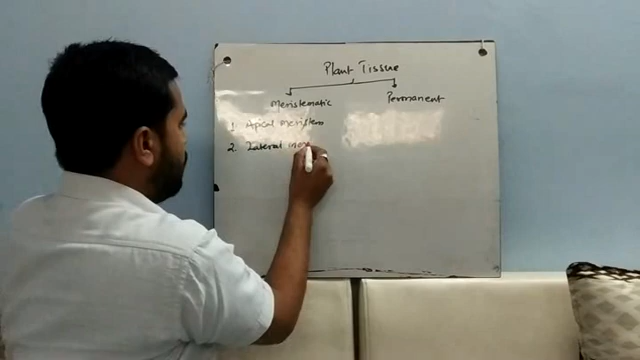 Plant Tissue
Meristematic Permanent
1. Apical Meristem
2. Lateral